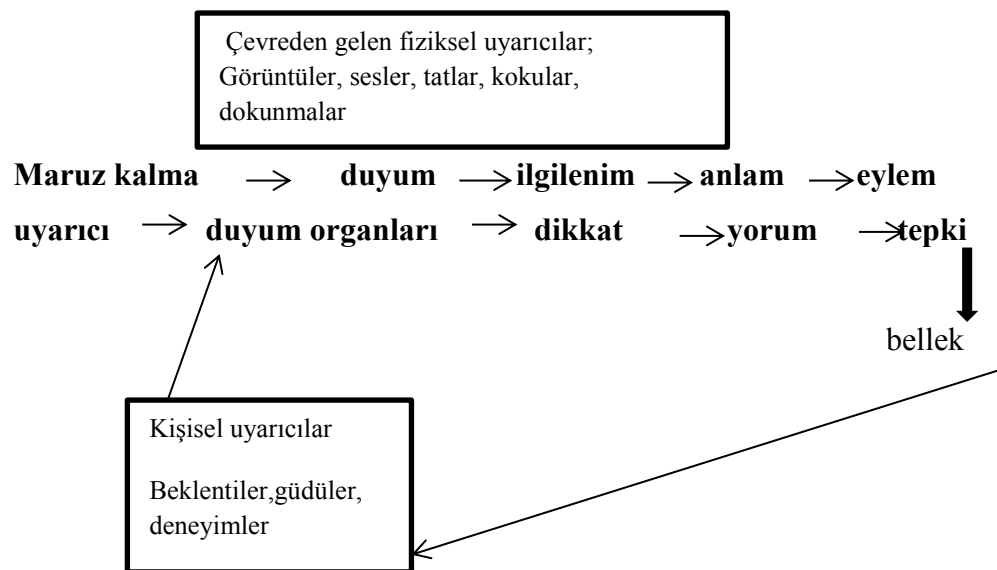 Çevreden gelen fiziksel uyarıcılar;
Görüntüler, sesler, tatlar, kokular,
dokunmalar
Maruz kalma → duyum → ilgilenim → anlam → eylem
uyarıcı → duyum organları → dikkat → yorum → tepki
bellek
Kişisel uyarıcılar
Beklentiler,güdüler,
deneyimler